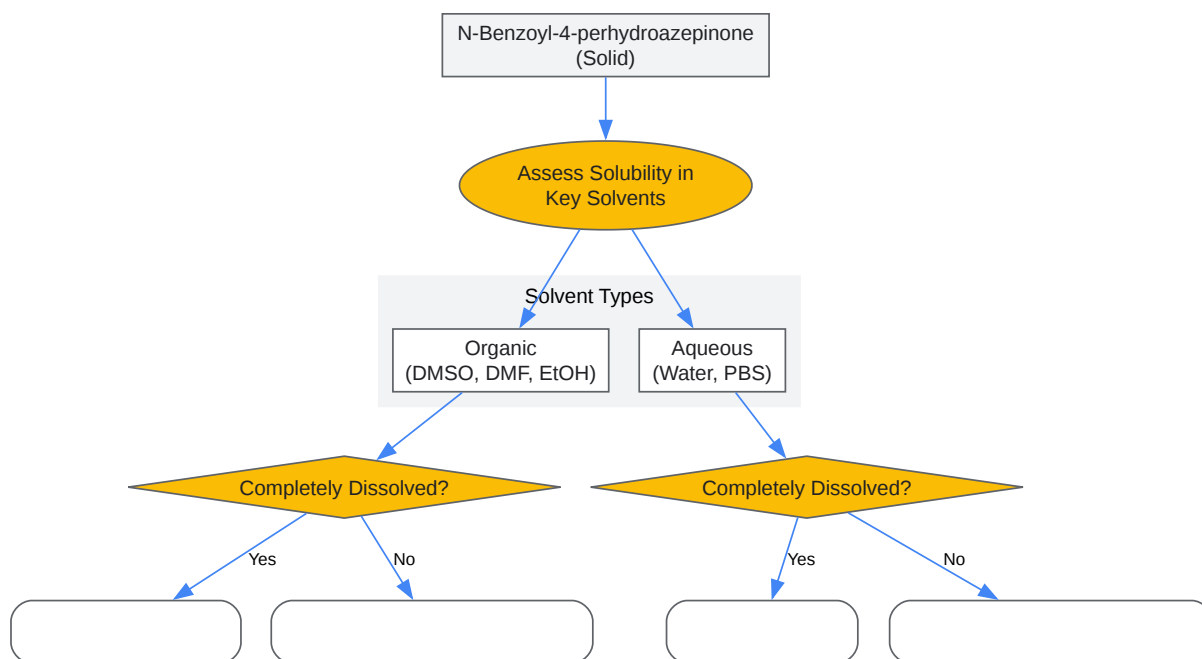 N-Benzoyl-4-perhydroazepinone
(Solid)
Assess Solubility in
Key Solvents
Solvent Types
Organic
(DMSO, DMF, EtOH)
Aqueous
(Water, PBS)
Completely Dissolved?
Completely Dissolved?
Yes
No
Yes
No